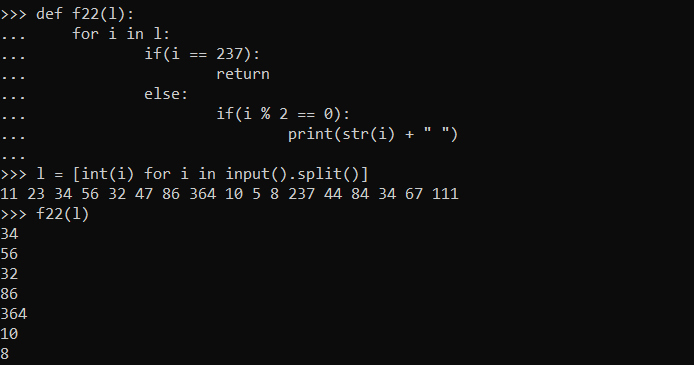 >>> def f22(l):
...     for i in l:
...             if(i == 237):
...                     return
...             else:
...                     if(i % 2 == 0):
...                             print(str(i) + " ")
...
>>> l = [int(i) for i in input().split()]
11 23 34 56 32 47 86 364 10 5 8 237 44 84 34 67 111
>>> f22(l)
34
56
32
86
364
10
8